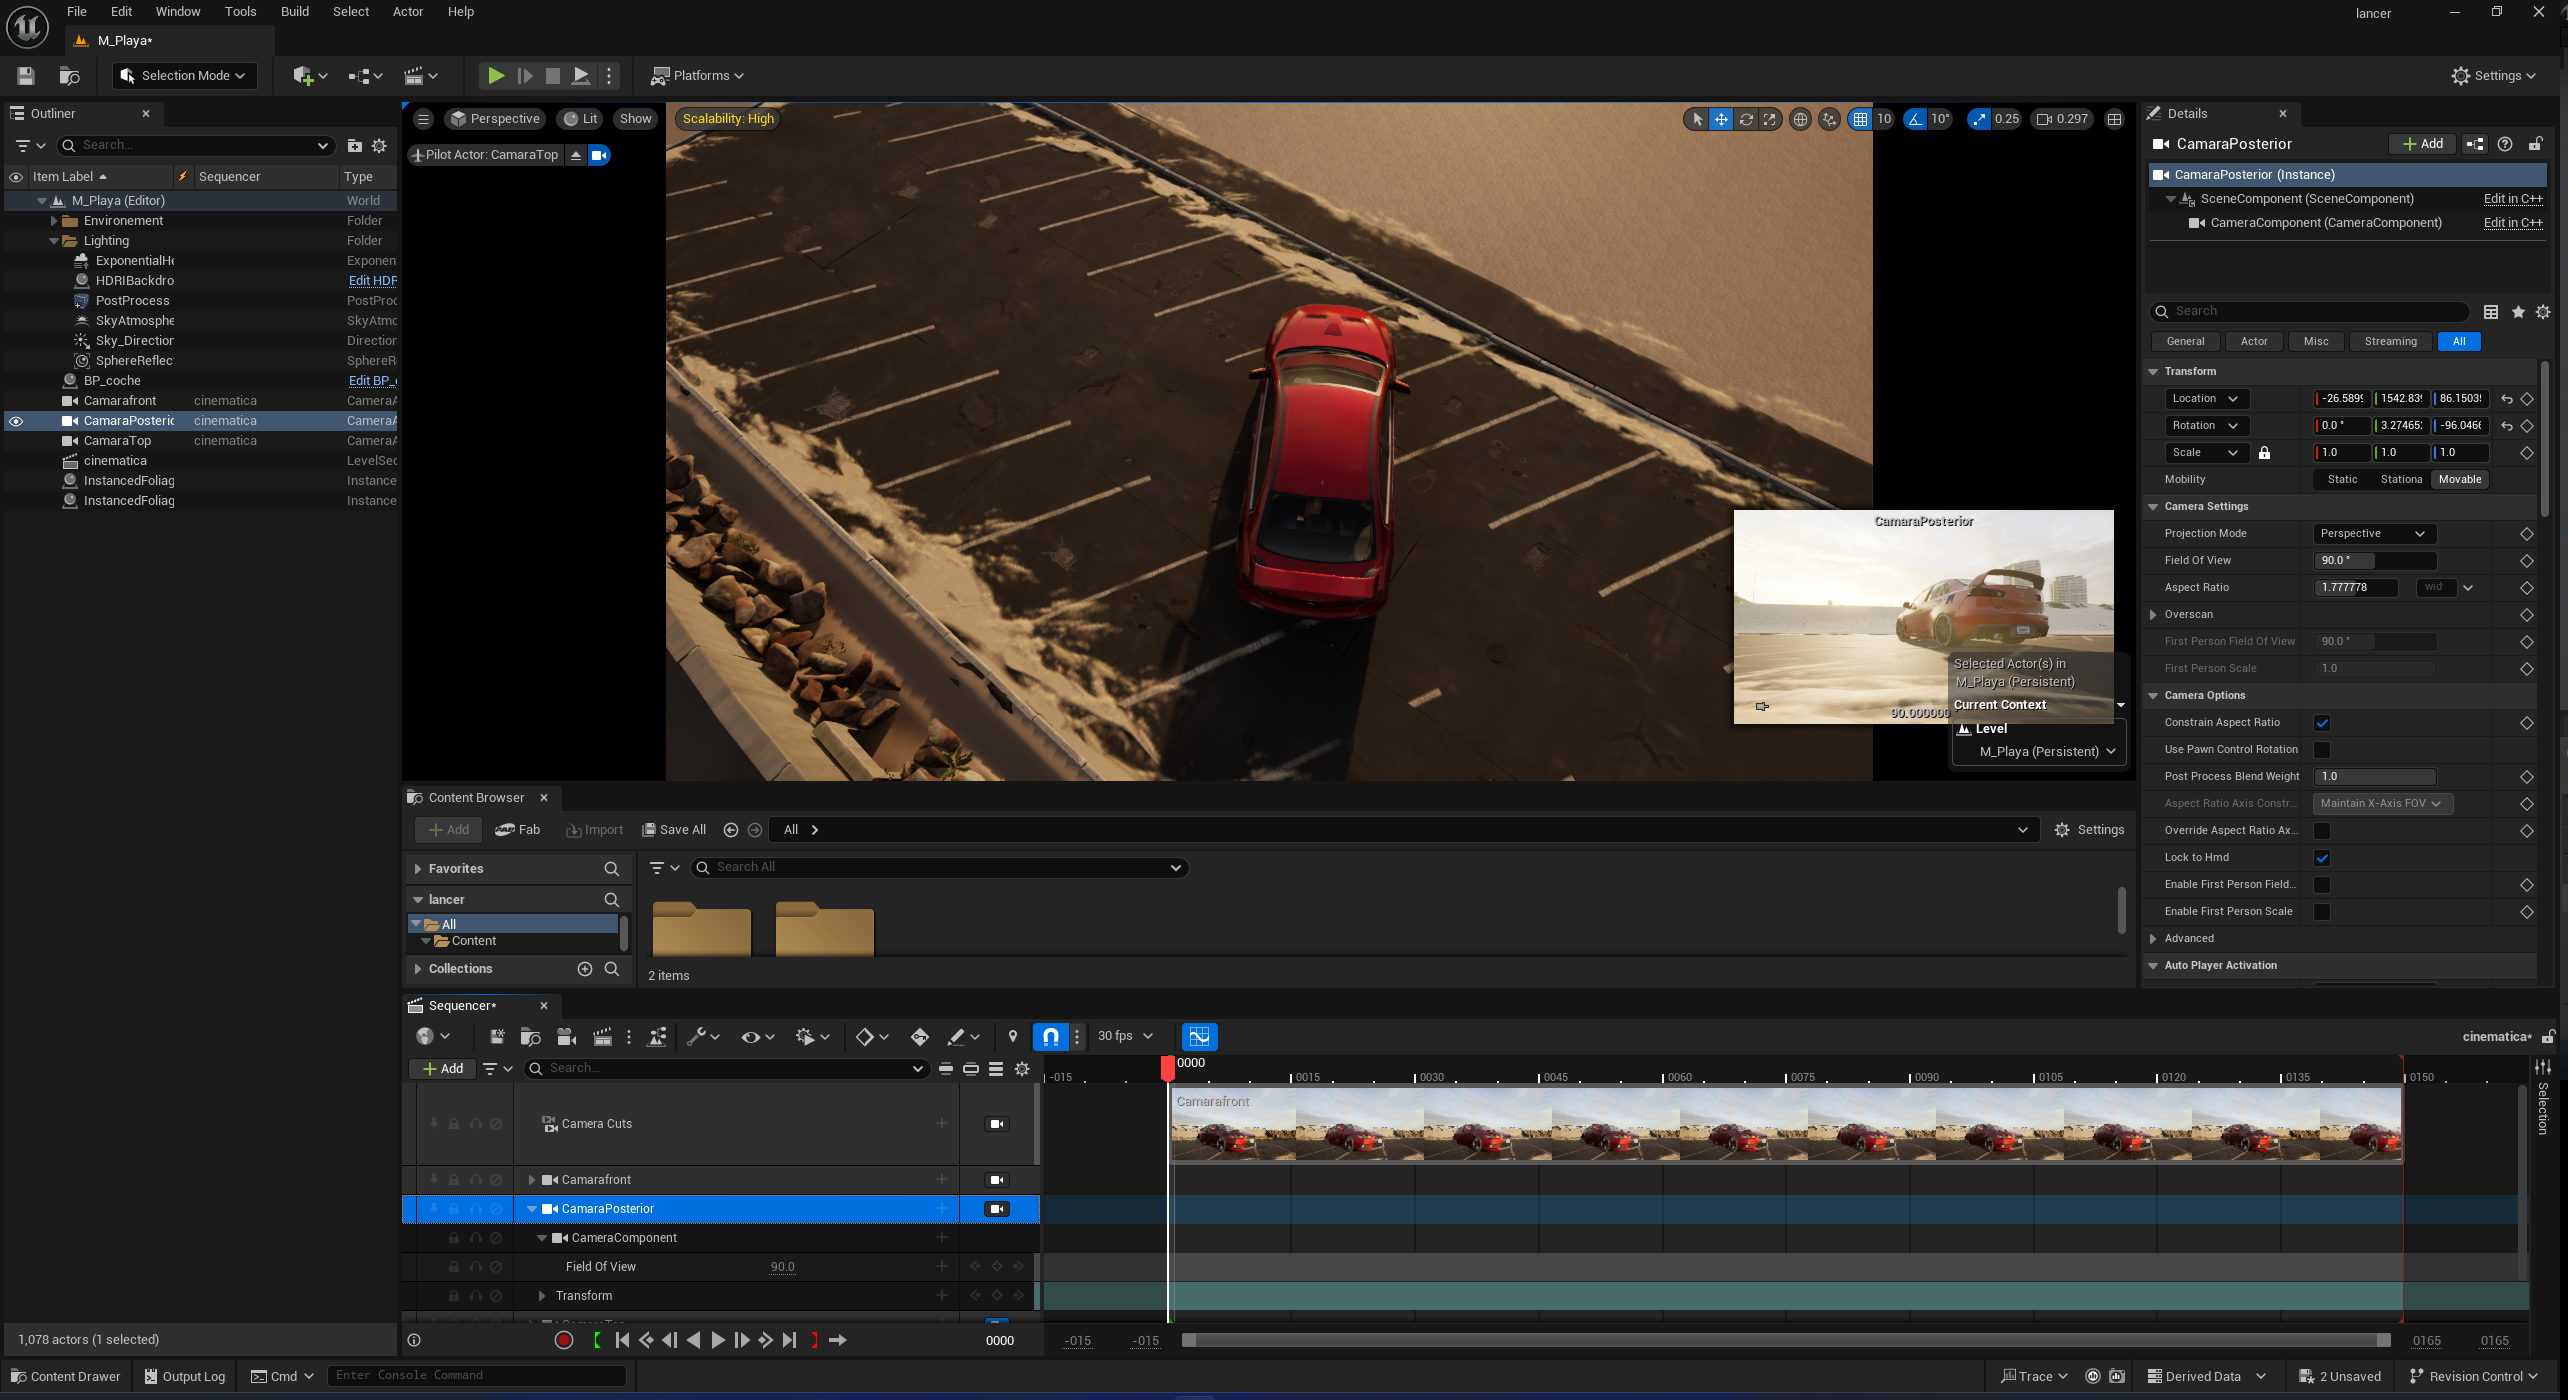 File Edit Window Tools Build Select Actor Help
lancer
M_Playa*
Selection Mode
Platforms
Settings
Outliner
Search...
Item Label Sequencer Type
M_Playa (Editor) World
Environement Folder
Lighting Folder
ExponentialHe Exponen
HDRIBackdro Edit HDR
PostProcess PostProc
SkyAtmosphe SkyAtmo
Sky_Direction Direction
SphereReflec SphereR
BP_coche Edit BP_
Camarafront cinematica CameraA
CamaraPosteric cinematica CameraA
CamaraTop cinematica CameraA
cinematica LevelSec
InstancedFoliag Instance
InstancedFoliag Instance
1,078 actors (1 selected)
Perspective Lit Show Scalability: High
10 10° 0.25 0.297
Pilot Actor: CamaraTop
CamaraPosterior
90.000000
Selected Actor(s) in
M_Playa (Persistent)
Current Context
Level
M_Playa (Persistent)
Details
CamaraPosterior
Add
CamaraPosterior (Instance)
SceneComponent (SceneComponent) Edit in C++
CameraComponent (CameraComponent) Edit in C++
Search
General Actor Misc Streaming All
Transform
Location -26.589 1542.83 86.1503
Rotation 0.0 ° 3.27465 -96.046
Scale 1.0 1.0 1.0
Mobility Static Stationa Movable
Camera Settings
Projection Mode Perspective
Field Of View 90.0 °
Aspect Ratio 1.777778 wid
Overscan
First Person Field Of View 90.0 °
First Person Scale 1.0
Camera Options
Constrain Aspect Ratio
Use Pawn Control Rotation
Post Process Blend Weight 1.0
Aspect Ratio Axis Constr... Maintain X-Axis FOV
Override Aspect Ratio Ax...
Lock to Hmd
Enable First Person Field...
Enable First Person Scale
Advanced
Auto Player Activation
Content Browser
Add Fab Import Save All All Settings
Favorites
Search All
lancer
All
Content
Collections
2 items
Sequencer*
30 fps
cinematica*
Add
Search...
0000
-015 0015 0030 0045 0060 0075 0090 0105 0120 0135 0150
Selection
Camera Cuts
Camarafront
Camarafront
CamaraPosterior
CameraComponent
Field Of View 90.0
Transform
0000 -015 -015 0165 0165
Content Drawer Output Log Cmd Enter Console Command
Trace Derived Data 2 Unsaved Revision Control